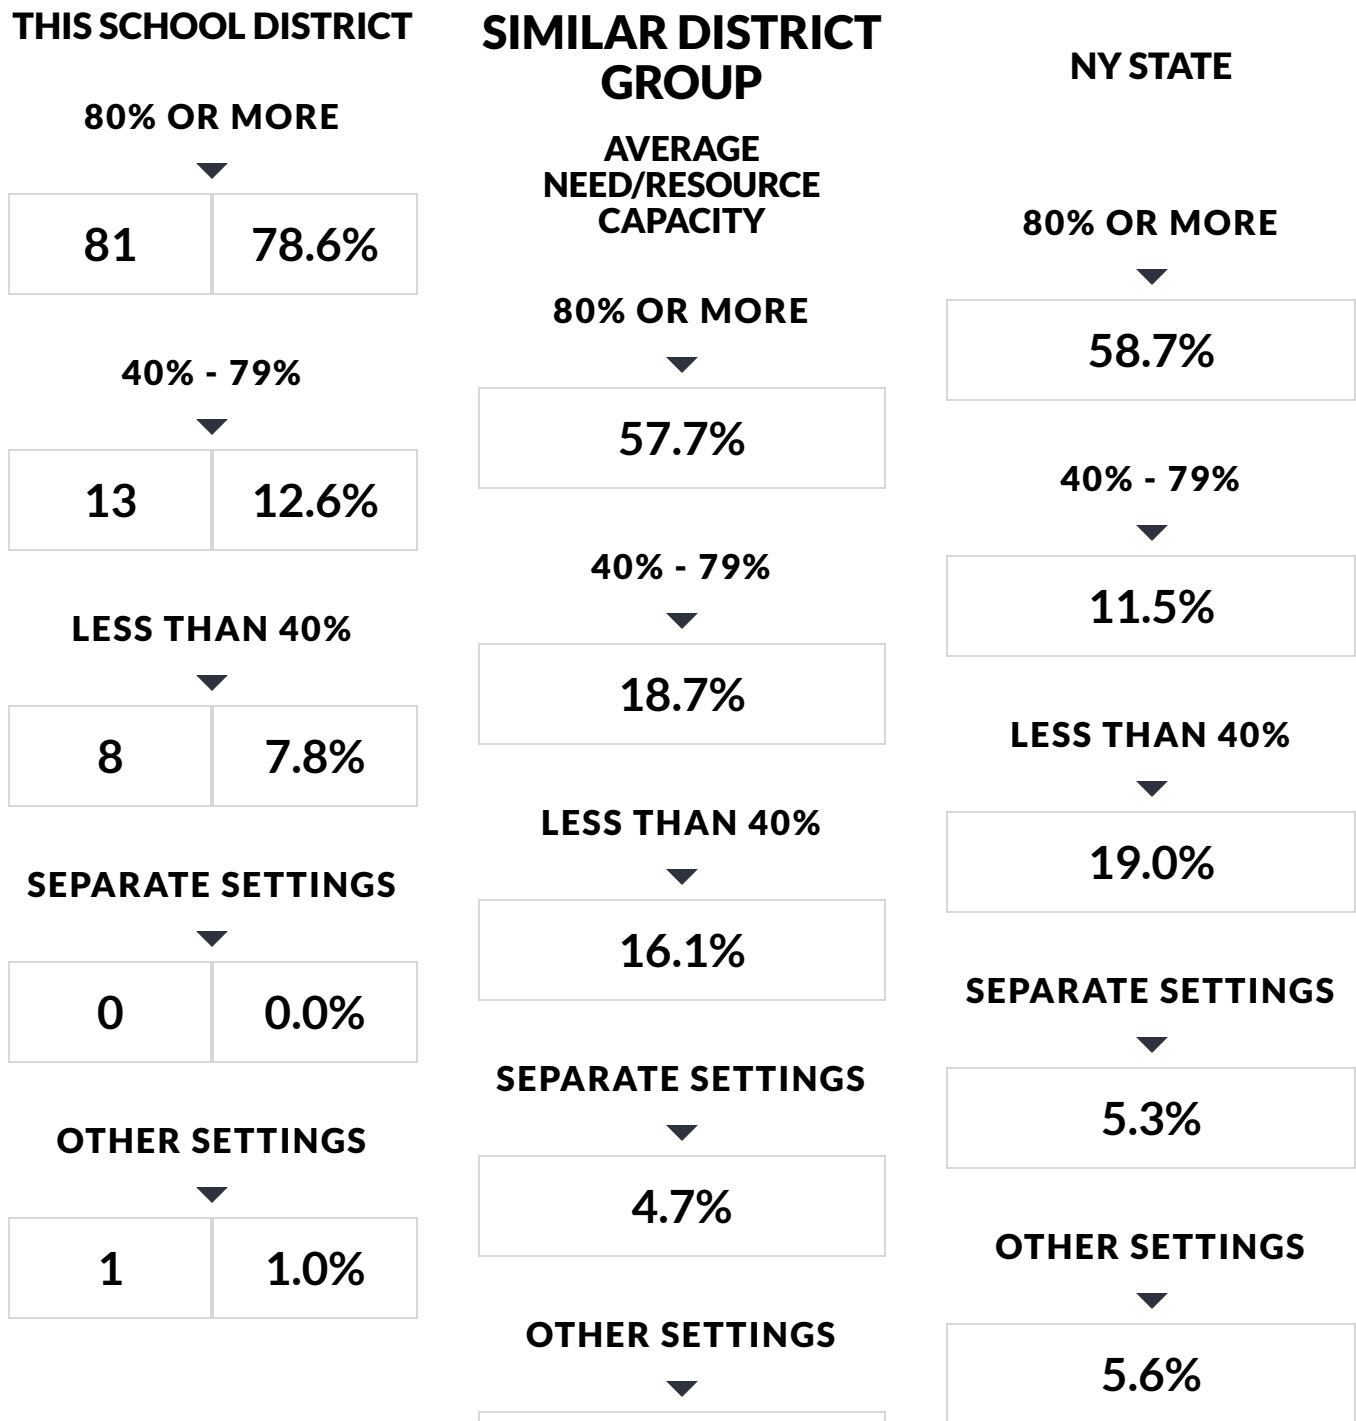 THIS SCHOOL DISTRICT
80% OR MORE
81 78.6%
40% - 79%
13 12.6%
LESS THAN 40%
8 7.8%
SEPARATE SETTINGS
0 0.0%
OTHER SETTINGS
1 1.0%
SIMILAR DISTRICT
GROUP
AVERAGE
NEED/RESOURCE
CAPACITY
80% OR MORE
57.7%
40% - 79%
18.7%
LESS THAN 40%
16.1%
SEPARATE SETTINGS
4.7%
OTHER SETTINGS
NY STATE
80% OR MORE
58.7%
40% - 79%
11.5%
LESS THAN 40%
19.0%
SEPARATE SETTINGS
5.3%
OTHER SETTINGS
5.6%